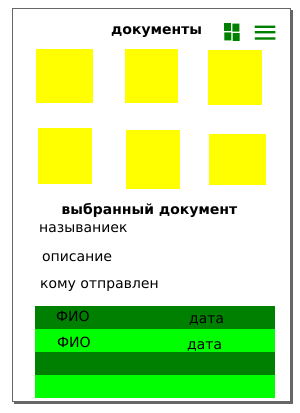 документы
выбранный документ
называниек
описание
кому отправлен
ФИО дата
ФИО дата